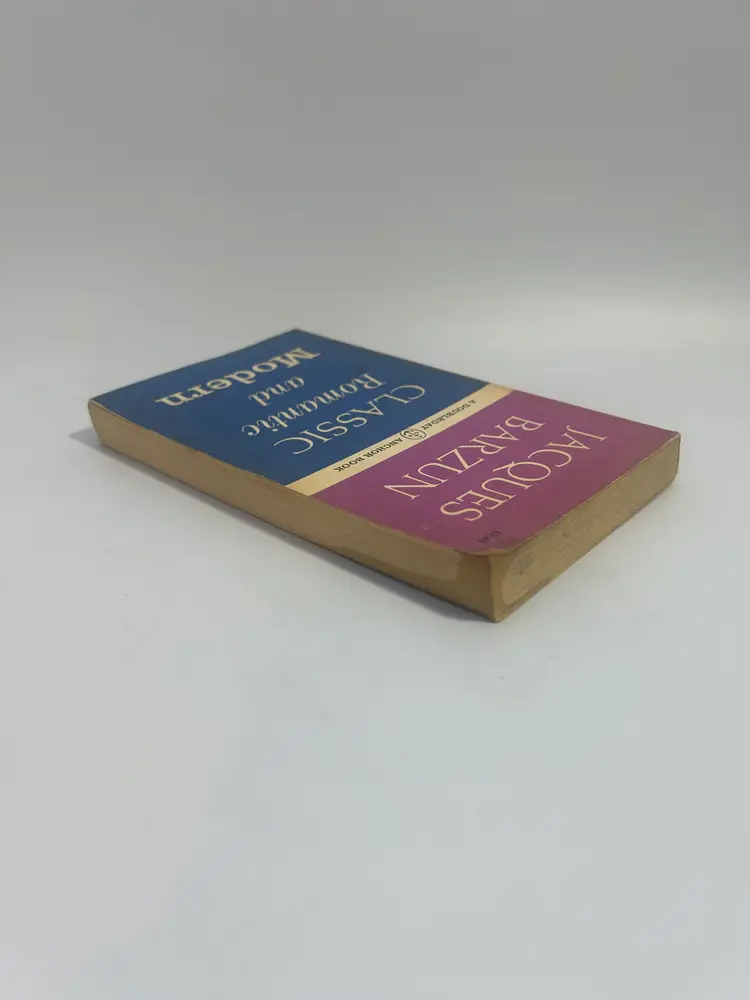 JACQUES
BARZUN
A DOUBLEDAY ANCHOR BOOK
CLASSIC
Romantic
and
Modern